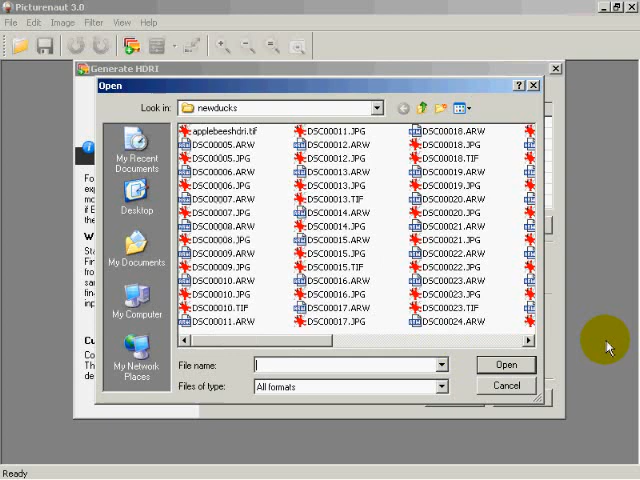 Picturenaut 3.0
File Edit Image Filter View Help
Generate HDRI
Open
Look in: newducks
My Recent Documents
Desktop
My Documents
My Computer
My Network Places
applebeeshdri.tif
DSC00005.ARW
DSC00005.JPG
DSC00006.ARW
DSC00006.JPG
DSC00007.ARW
DSC00007.JPG
DSC00008.ARW
DSC00008.JPG
DSC00009.ARW
DSC00009.JPG
DSC00010.ARW
DSC00010.JPG
DSC00010.TIF
DSC00011.ARW
DSC00011.JPG
DSC00012.ARW
DSC00012.JPG
DSC00013.ARW
DSC00013.JPG
DSC00013.TIF
DSC00014.ARW
DSC00014.JPG
DSC00015.ARW
DSC00015.JPG
DSC00015.TIF
DSC00016.ARW
DSC00016.JPG
DSC00017.ARW
DSC00017.JPG
DSC00018.ARW
DSC00018.JPG
DSC00018.TIF
DSC00019.ARW
DSC00019.JPG
DSC00020.ARW
DSC00020.JPG
DSC00021.ARW
DSC00021.JPG
DSC00022.ARW
DSC00022.JPG
DSC00023.ARW
DSC00023.JPG
DSC00023.TIF
DSC00024.ARW
File name: Open
Files of type: All formats Cancel
Ready